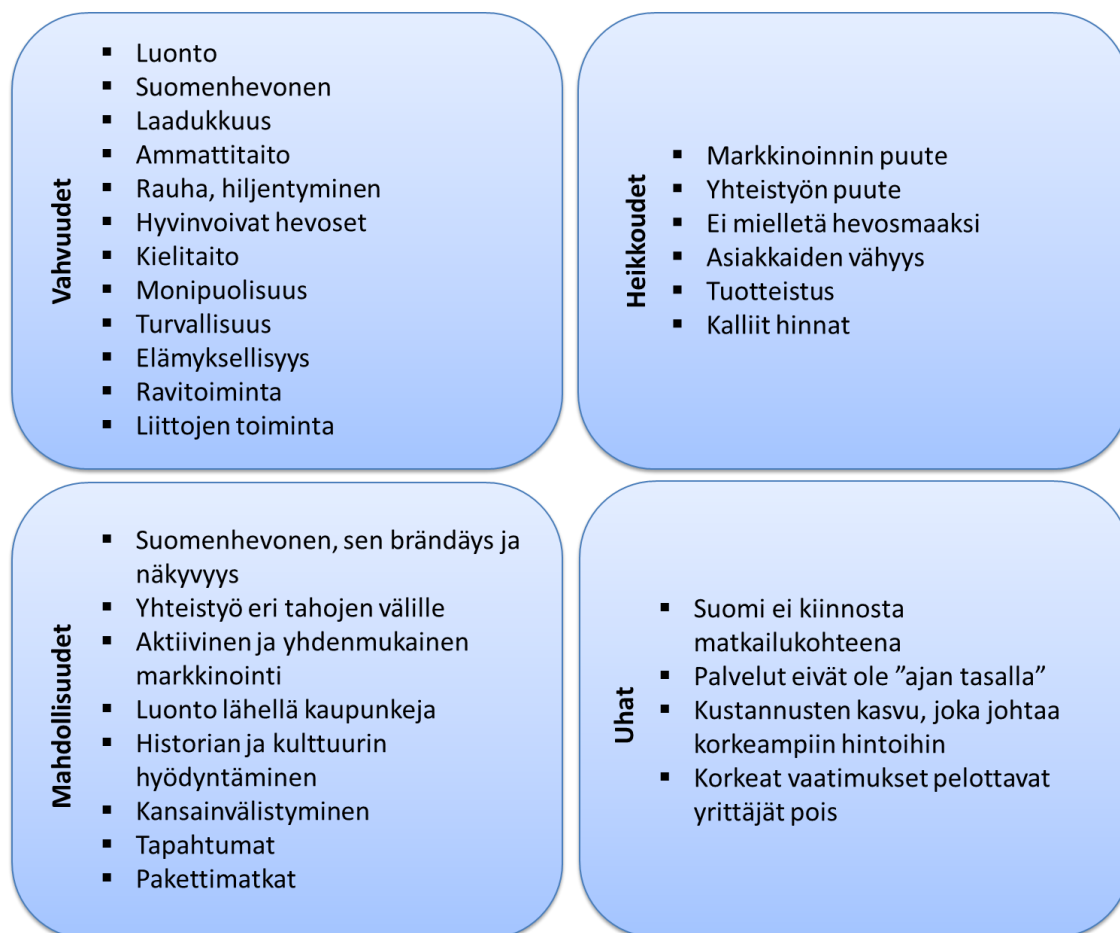 Vahvuudet
▪ Luonto
▪ Suomenhevonen
▪ Laadukkuus
▪ Ammattitaito
▪ Rauha, hiljentyminen
▪ Hyvinvoivat hevoset
▪ Kielitaito
▪ Monipuolisuus
▪ Turvallisuus
▪ Elämyksellisyys
▪ Ravitoiminta
▪ Liittojen toiminta
Heikkoudet
▪ Markkinoinnin puute
▪ Yhteistyön puute
▪ Ei mielletä hevosmaaksi
▪ Asiakkaiden vähyys
▪ Tuotteistus
▪ Kalliit hinnat
Mahdollisuudet
▪ Suomenhevonen, sen brändäys ja
näkyvyys
▪ Yhteistyö eri tahojen välille
▪ Aktiivinen ja yhdenmukainen
markkinointi
▪ Luonto lähellä kaupunkeja
▪ Historian ja kulttuurin
hyödyntäminen
▪ Kansainvälistyminen
▪ Tapahtumat
▪ Pakettimatkat
Uhat
▪ Suomi ei kiinnosta
matkailukohteena
▪ Palvelut eivät ole ”ajan tasalla”
▪ Kustannusten kasvu, joka johtaa
korkeampiin hintoihin
▪ Korkeat vaatimukset pelottavat
yrittäjät pois